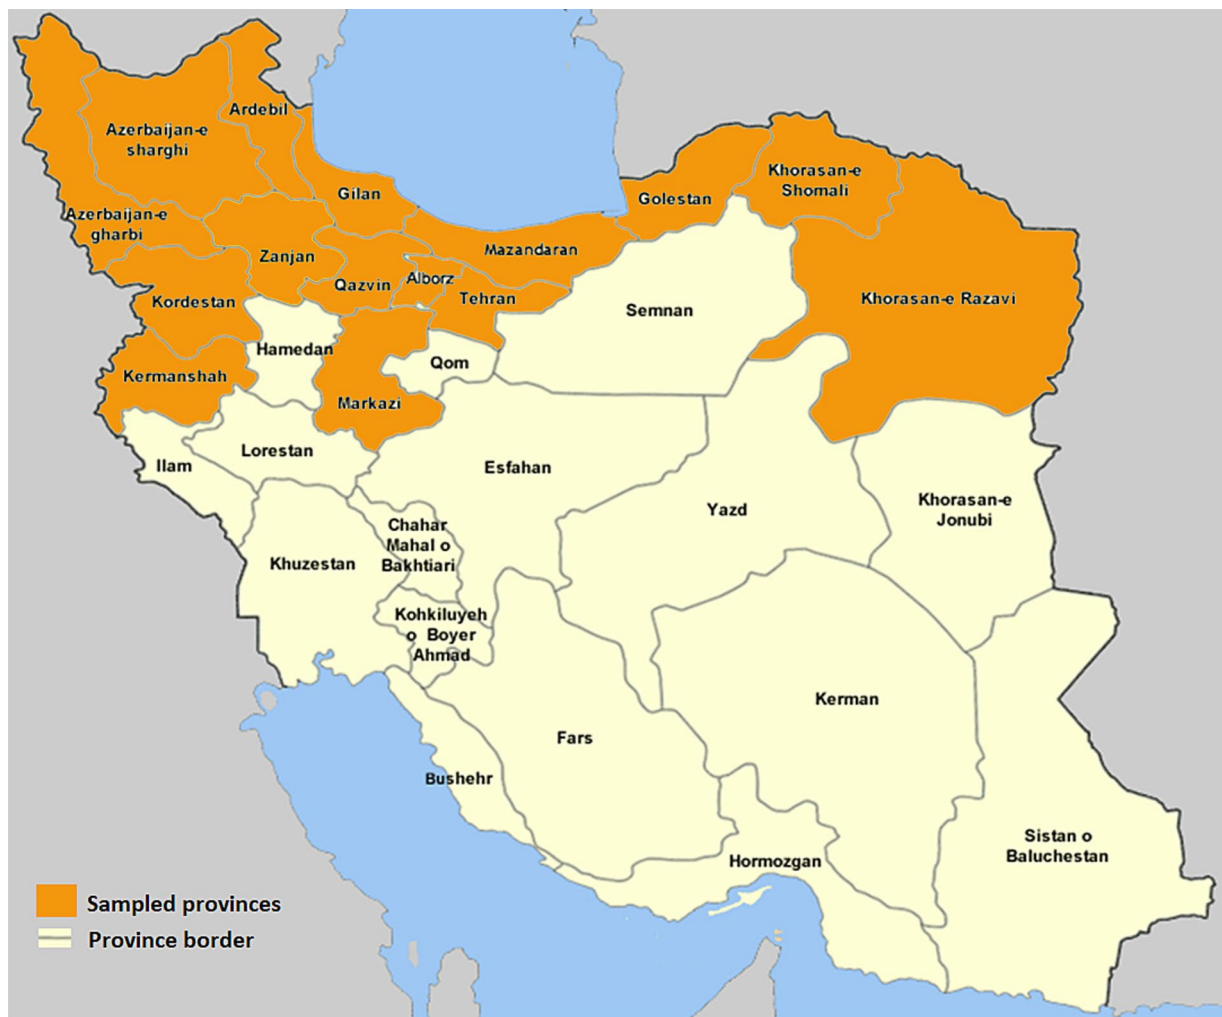 Ardebil
Azerbaijan-e
sharghi
Khorasan-e
Shomali
Gilan
Golestan
Azerbaijan-e
gharbi
Mazandaran
Zanjan
Alborz
Qazvin
Tehran
Khorasan-e Razavi
Kordestan
Semnan
Hamedan
Qom
Kermanshah
Markazi
Lorestan
Ilam
Esfahan
Khorasan-e
Jonubi
Yazd
Chahar
Mahal o
Bakhtiari
Khuzestan
Kohkiluyeh
o Boyer
Ahmad
Kerman
Fars
Bushehr
Sistan o
Baluchestan
Hormozgan
Sampled provinces
Province border